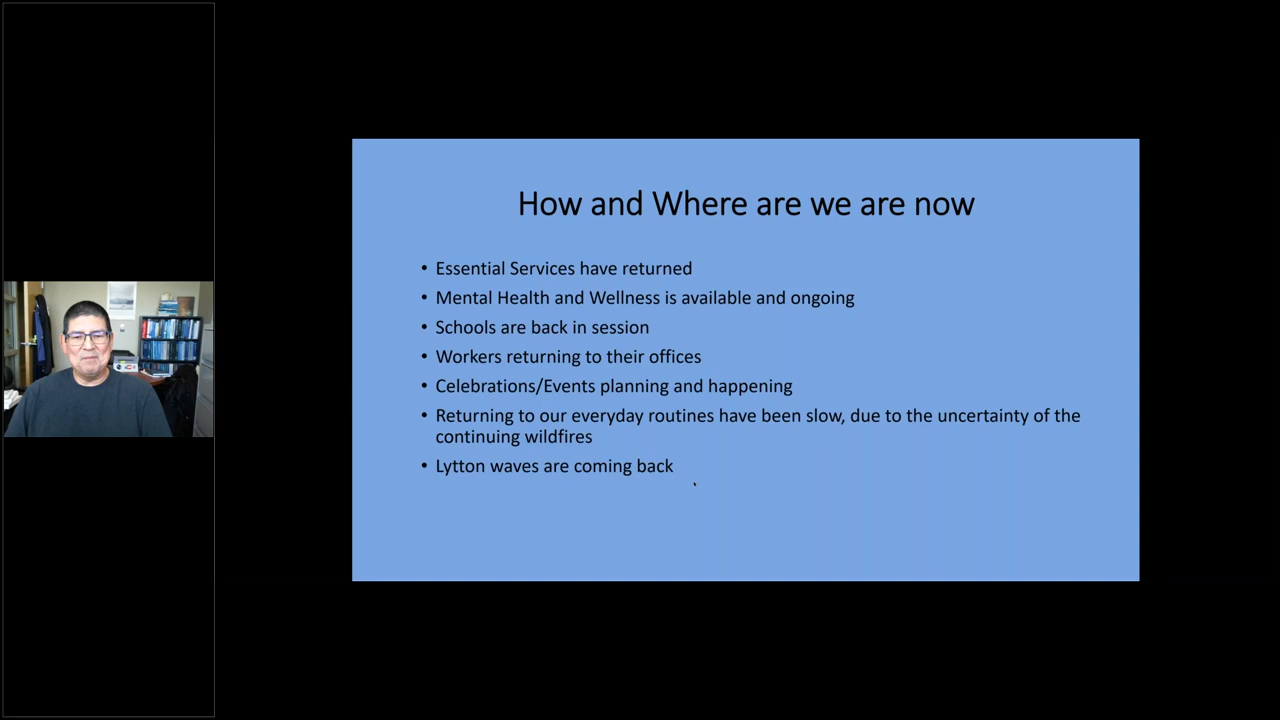 How and Where are we are now
• Essential Services have returned
• Mental Health and Wellness is available and ongoing
• Schools are back in session
• Workers returning to their offices
• Celebrations/Events planning and happening
• Returning to our everyday routines have been slow, due to the uncertainty of the
continuing wildfires
• Lytton waves are coming back